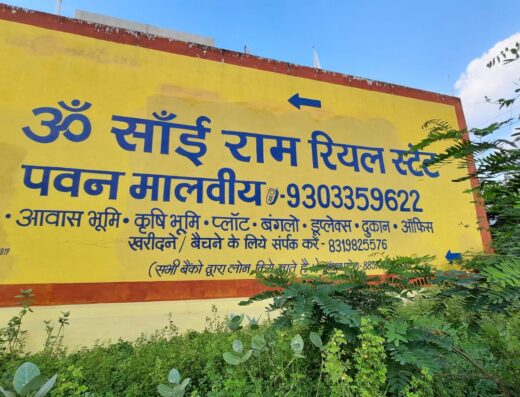 ॐ साँई राम रियल स्टेट
पवन मालवीय 9303359622
· आवास भूमि · कृषि भूमि · प्लॉट · बंगलो · डूप्लेक्स · दुकान · ऑफिस
खरीदने/ बैचने के लिये संपर्क करें - 8319825576
(सभी बैंको द्वारा लोन किये जाते है